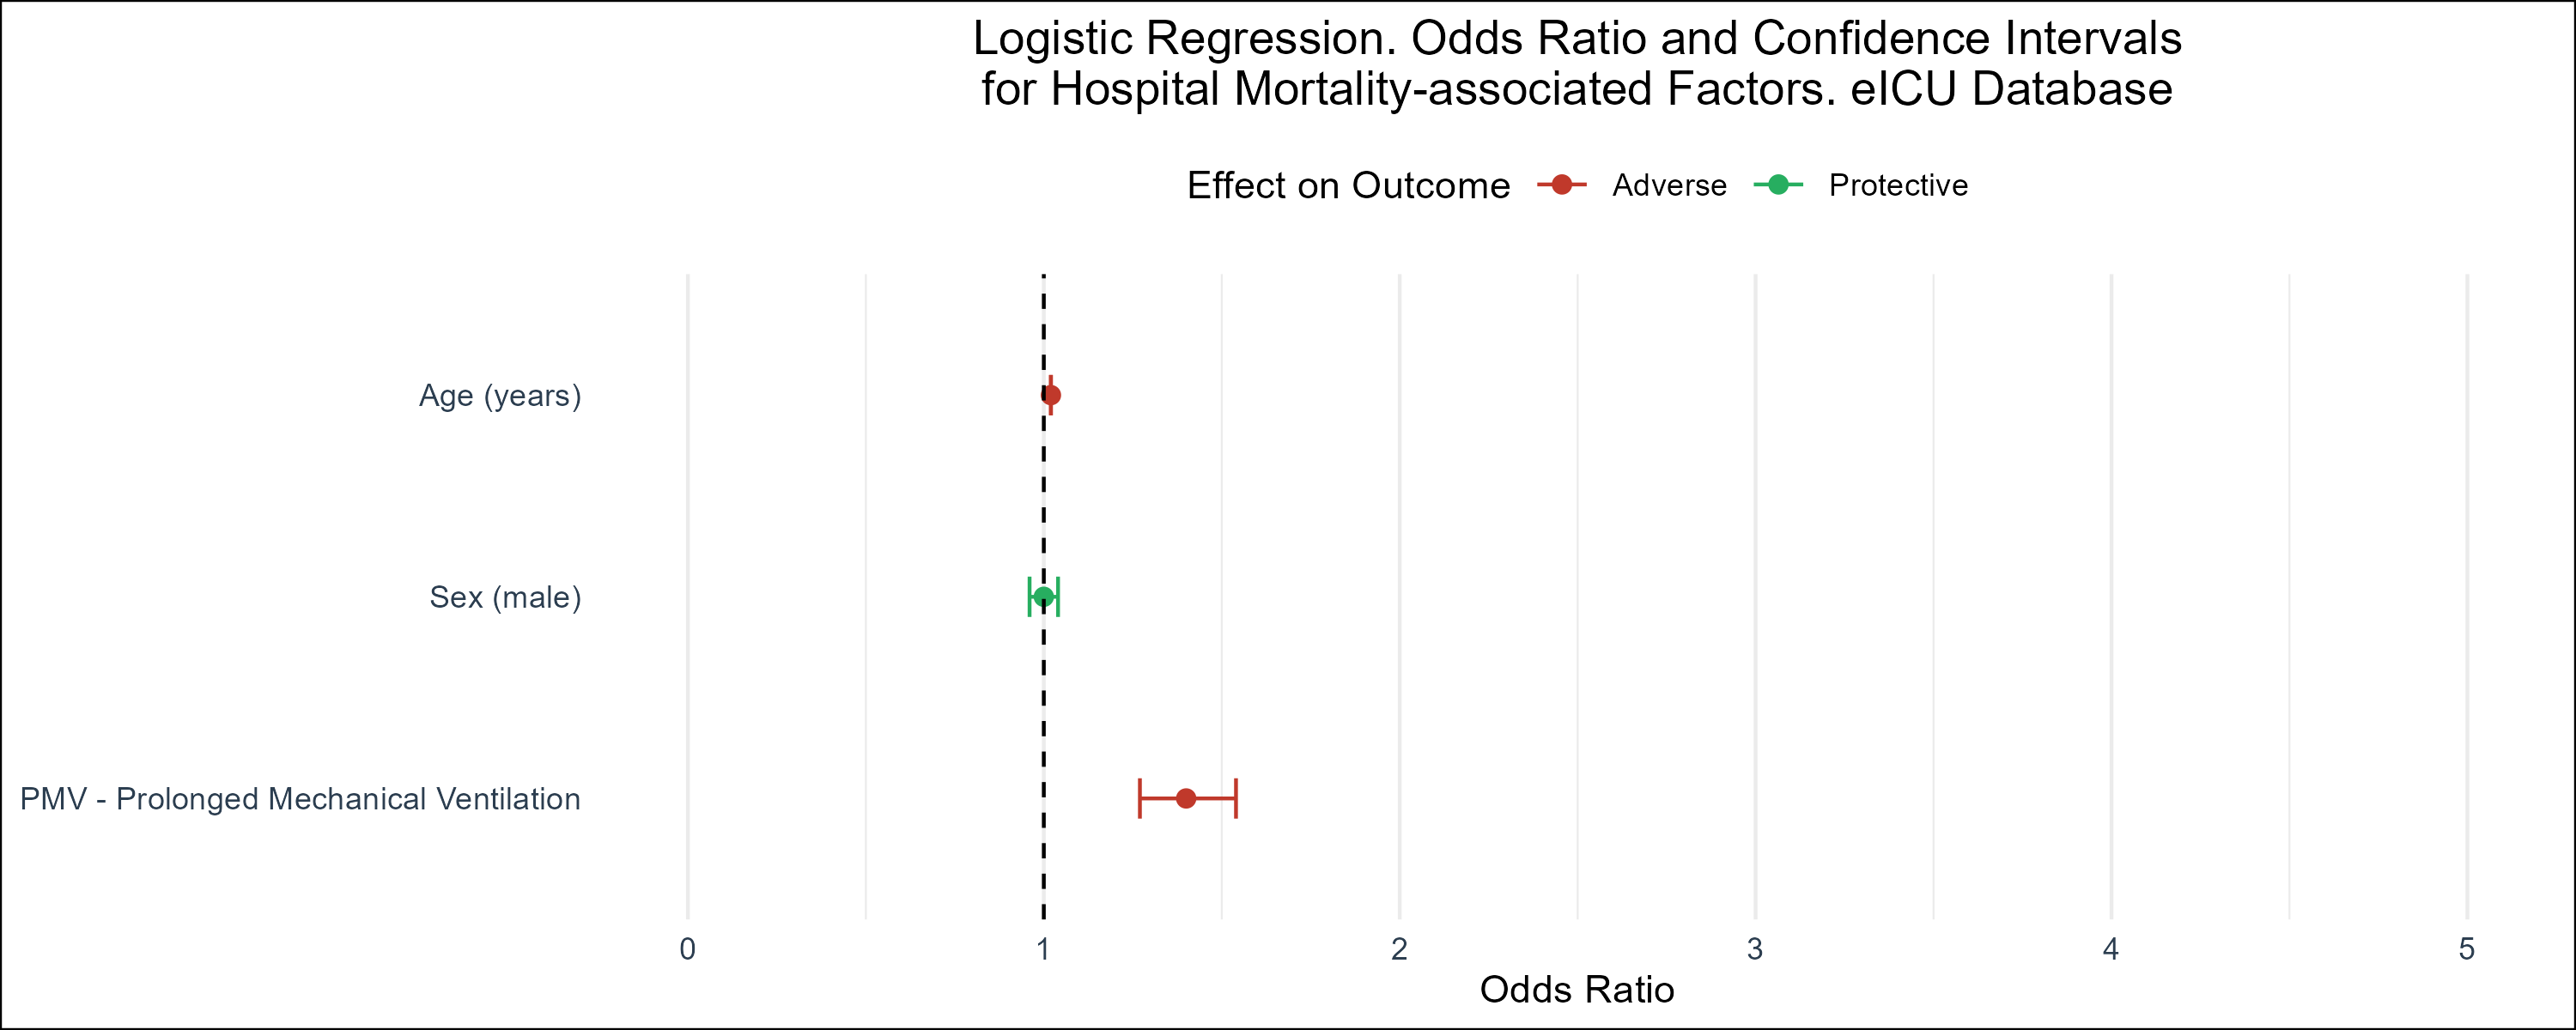 Logistic Regression. Odds Ratio and Confidence Intervals
for Hospital Mortality-associated Factors. eICU Database
Effect on Outcome Adverse Protective
Age (years)
Sex (male)
PMV - Prolonged Mechanical Ventilation
0 1 2 3 4 5
Odds Ratio